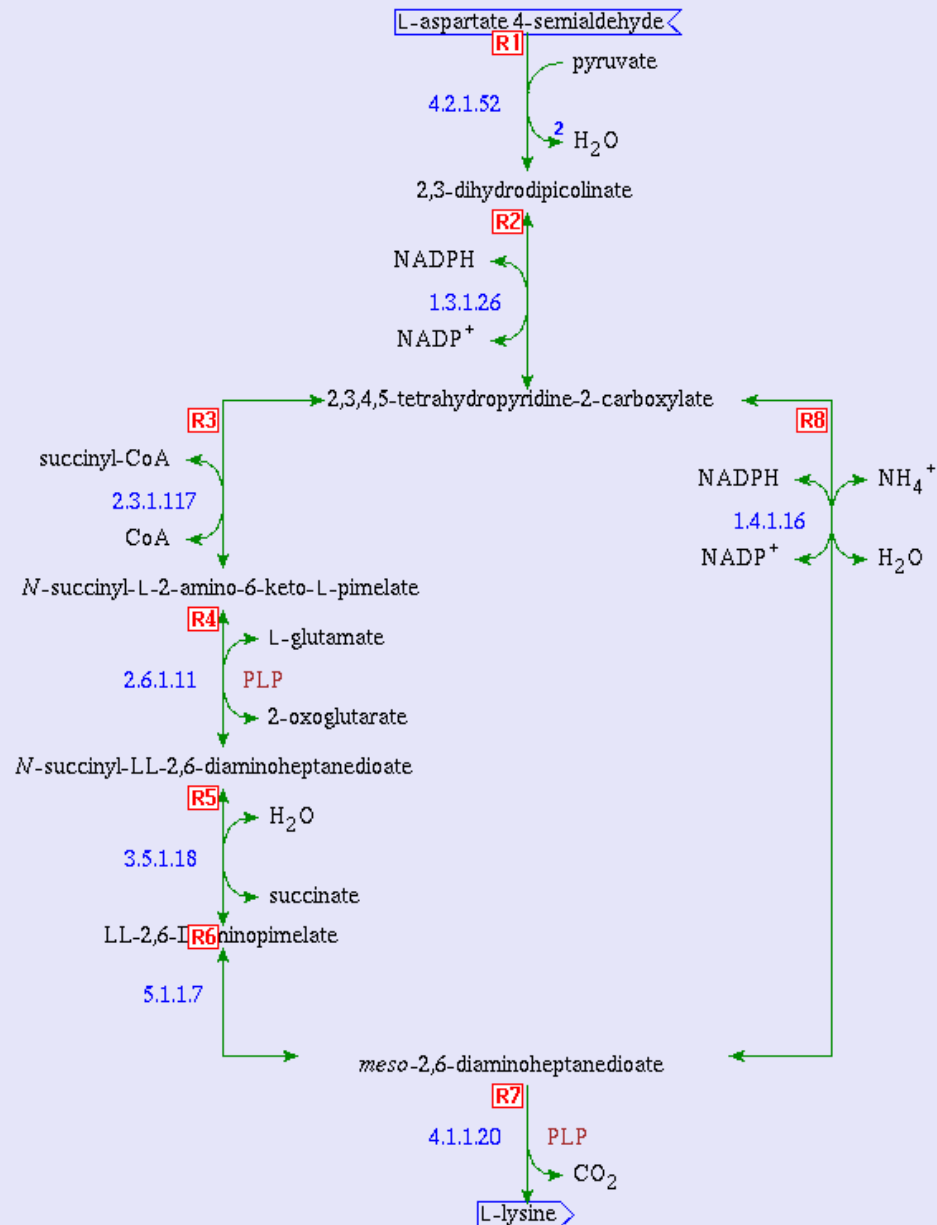 L-aspartate 4-semialdehyde
R1
pyruvate
4.2.1.52
2
H2O
2,3-dihydrodipicolinate
R2
NADPH
1.3.1.26
NADP+
2,3,4,5-tetrahydropyridine-2-carboxylate
R3
R8
succinyl-CoA
NADPH
NH4+
2.3.1.117
1.4.1.16
CoA
NADP+
H2O
N-succinyl-L-2-amino-6-keto-L-pimelate
R4
L-glutamate
2.6.1.11
PLP
2-oxoglutarate
N-succinyl-LL-2,6-diaminoheptanedioate
R5
H2O
3.5.1.18
succinate
LL-2,6-
R6
5.1.1.7
meso-2,6-diaminoheptanedioate
R7
4.1.1.20
PLP
CO2
L-lysine